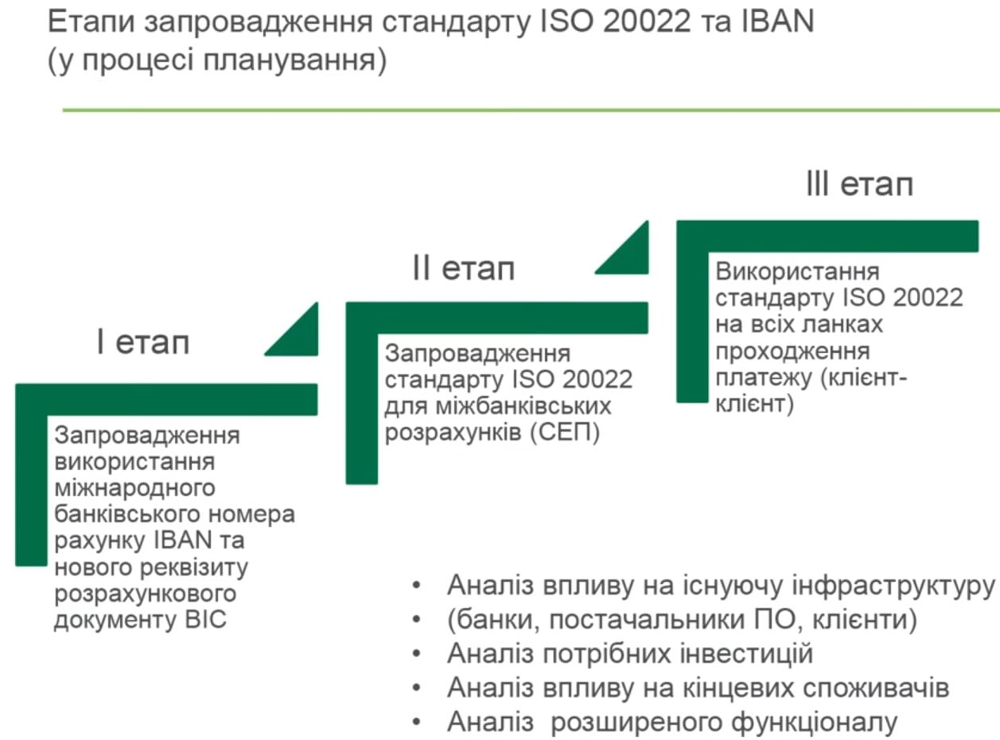 Етапи запровадження стандарту ISO 20022 та IBAN
(у процесі планування)
I етап
Запровадження
використання
міжнародного
банківського номера
рахунку IBAN та
нового реквізиту
розрахункового
документу BIC
II етап
Запровадження
стандарту ISO 20022
для міжбанківських
розрахунків (СЕП)
III етап
Використання
стандарту ISO 20022
на всіх ланках
проходження
платежу (клієнт-
клієнт)
• Аналіз впливу на існуючу інфраструктуру
• (банки, постачальники ПО, клієнти)
• Аналіз потрібних інвестицій
• Аналіз впливу на кінцевих споживачів
• Аналіз  розширеного функціоналу